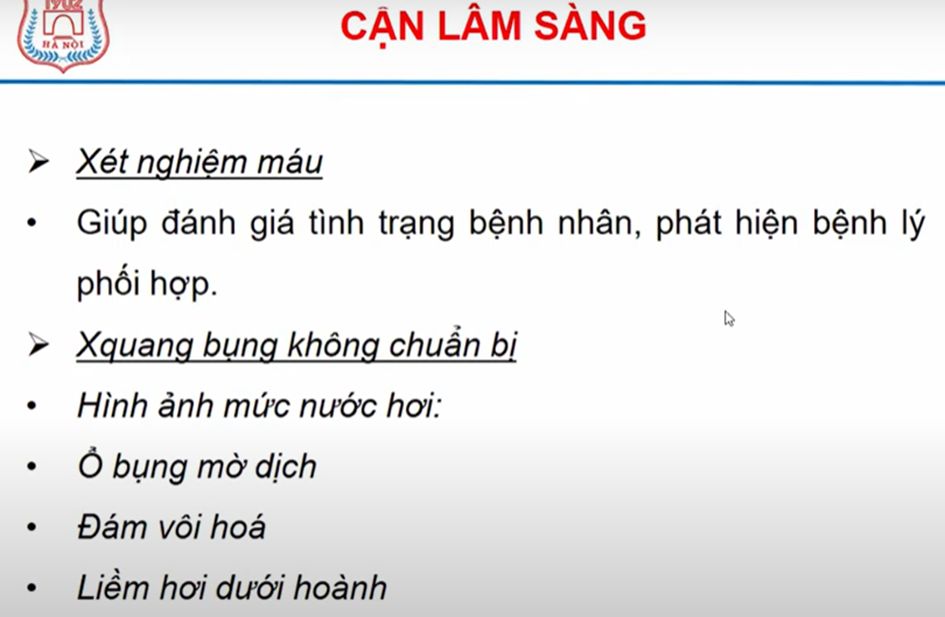 1902
HÀ NỘI
CẬN LÂM SÀNG
Xét nghiệm máu
Giúp đánh giá tình trạng bệnh nhân, phát hiện bệnh lý
phối hợp.
Xquang bụng không chuẩn bị
Hình ảnh mức nước hơi:
Ổ bụng mờ dịch
Đám vôi hoá
Liềm hơi dưới hoành